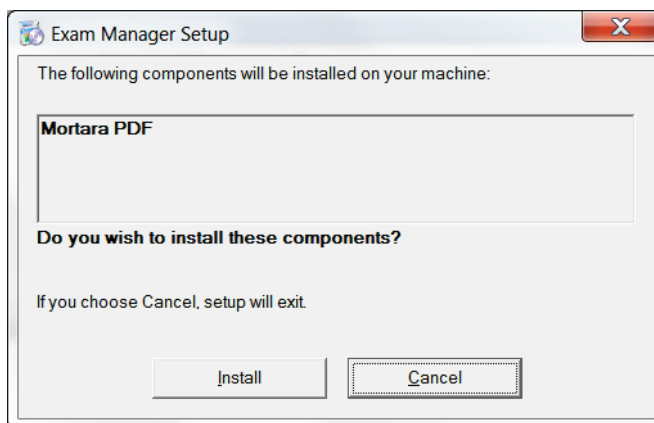 Exam Manager Setup
The following components will be installed on your machine:
Mortara PDF
Do you wish to install these components?
If you choose Cancel, setup will exit.
Install
Cancel